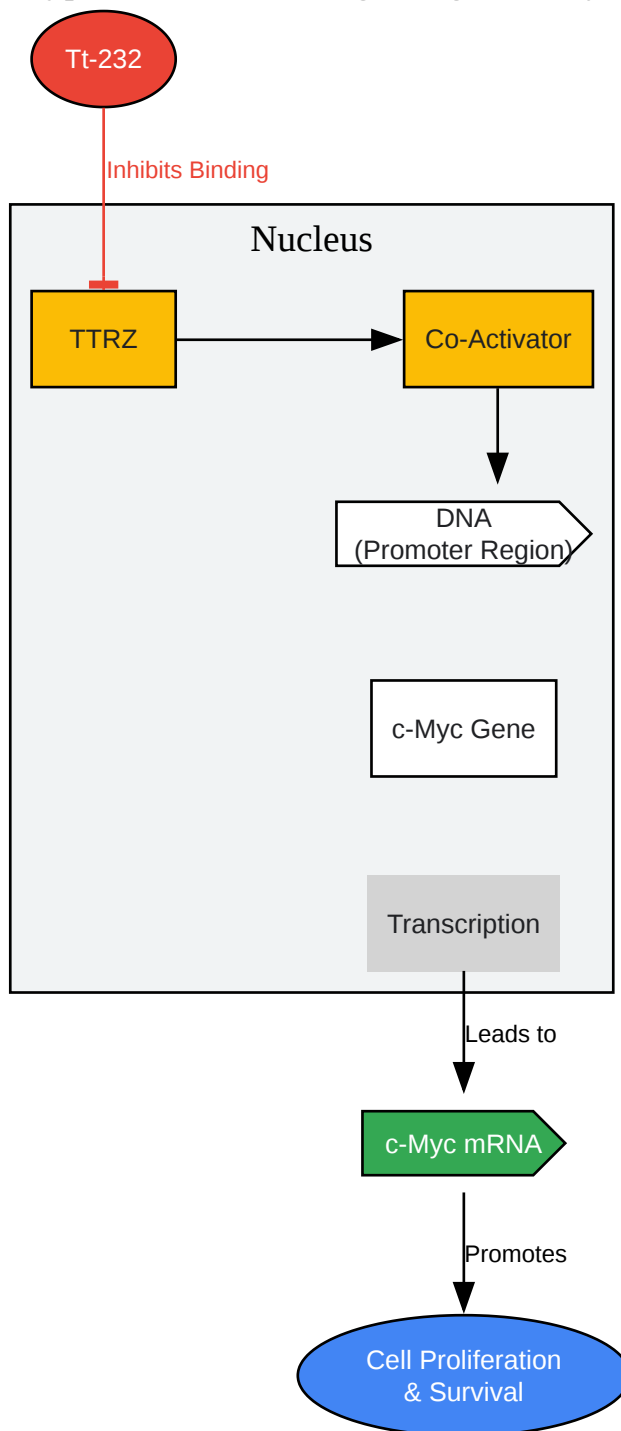 Tt-232
Inhibits Binding
Nucleus
TTRZ
Co-Activator
DNA
(Promoter Region)
c-Myc Gene
Transcription
Leads to
c-Myc mRNA
Promotes
Cell Proliferation
& Survival